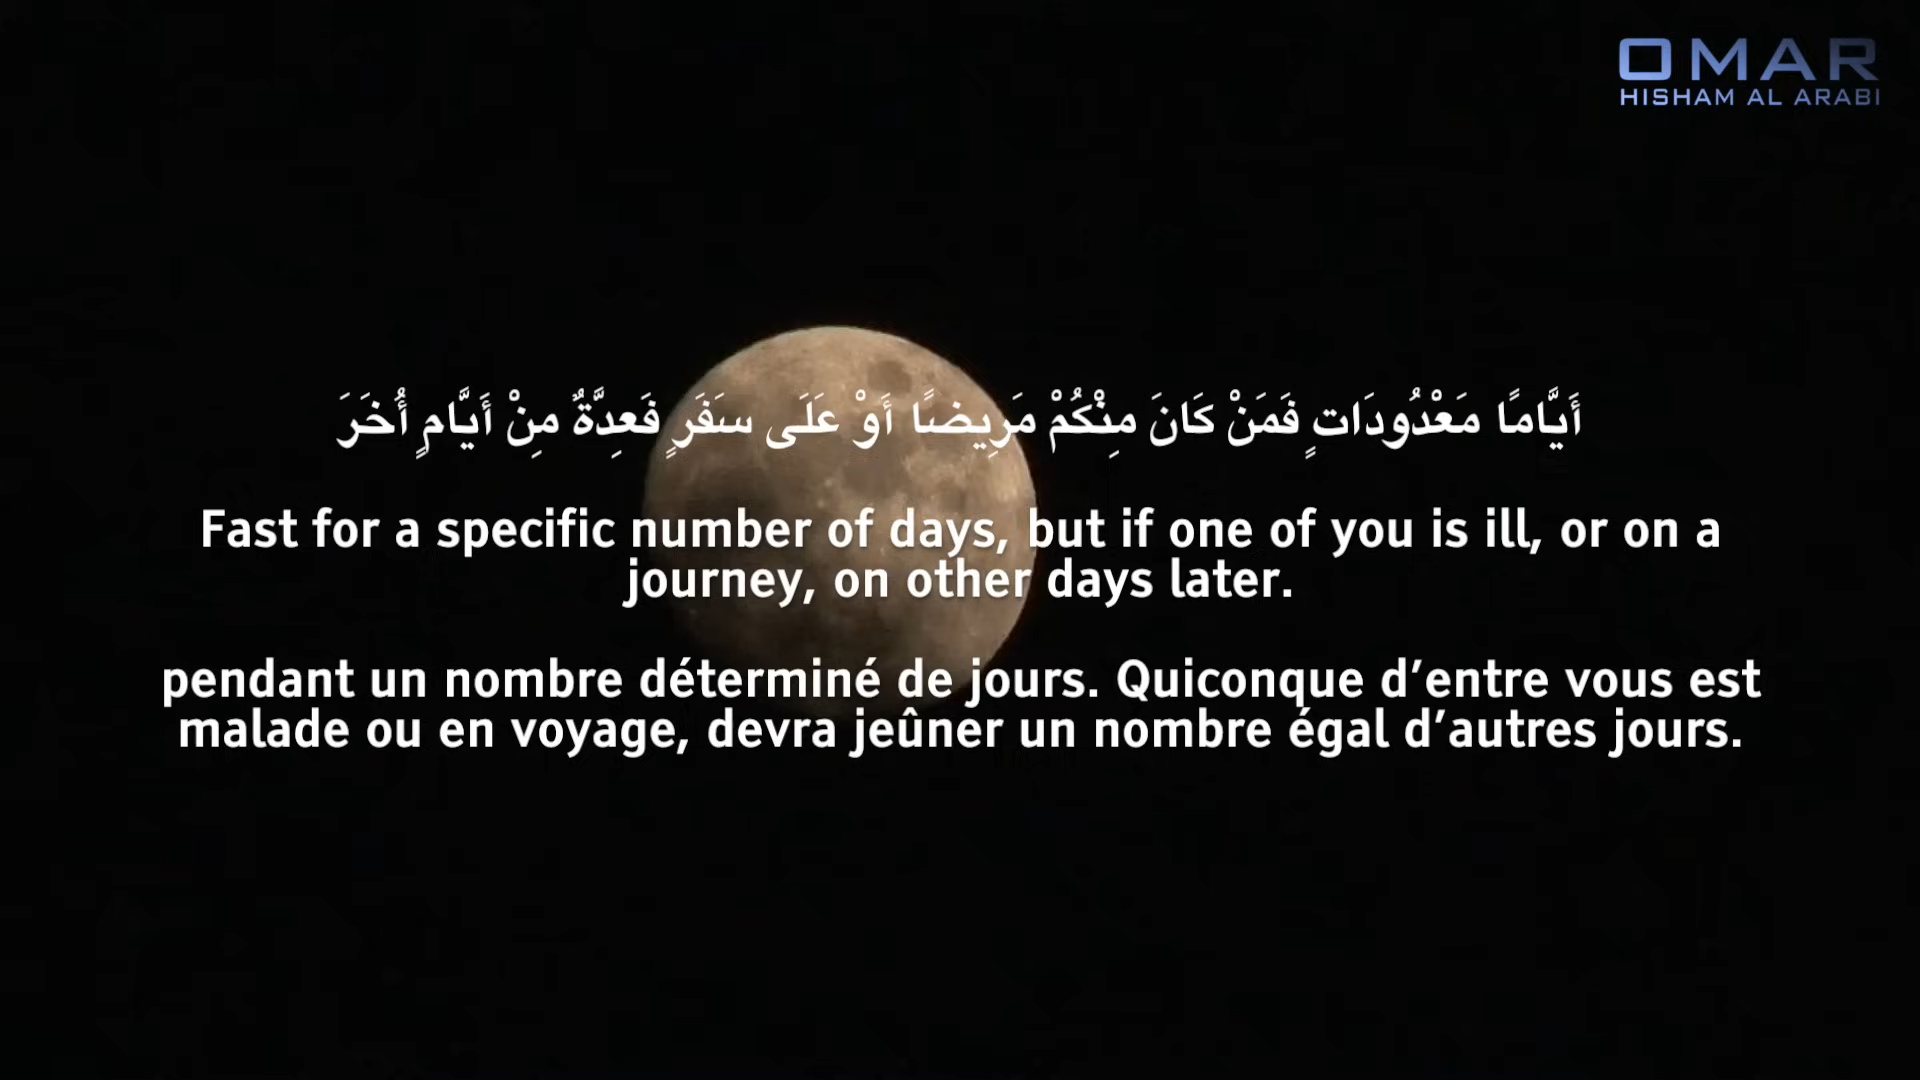 OMAR
HISHAM AL ARABI
أَيَّامًا مَعْدُودَاتٍ فَمَنْ كَانَ مِنْكُمْ مَرِيضًا أَوْ عَلَى سَفَرٍ فَعِدَّةٌ مِنْ أَيَّامٍ أُخَرَ
Fast for a specific number of days, but if one of you is ill, or on a
journey, on other days later.
pendant un nombre déterminé de jours. Quiconque d’entre vous est
malade ou en voyage, devra jeûner un nombre égal d’autres jours.